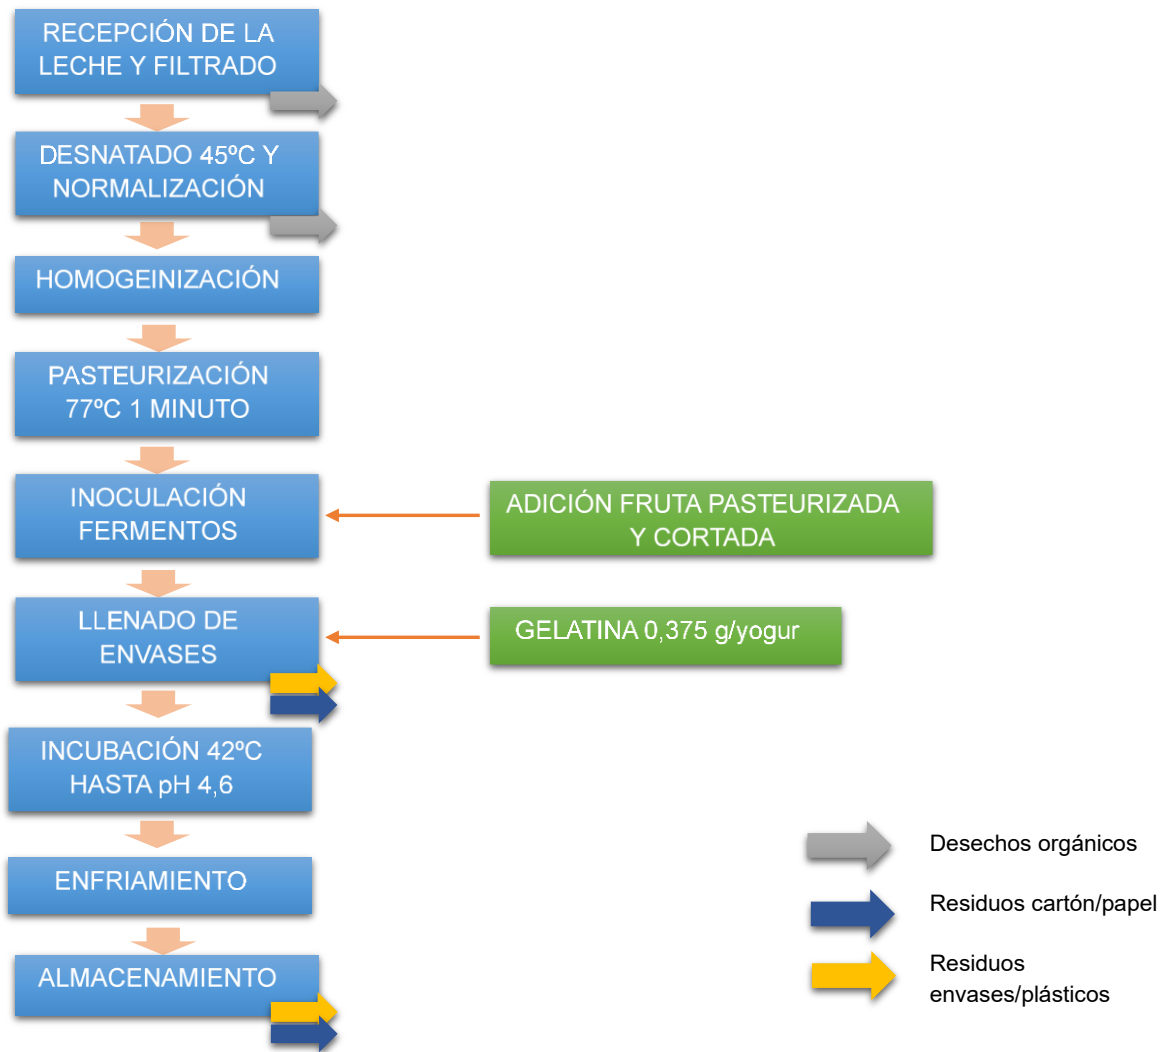 RECEPCIÓN DE LA
LECHE Y FILTRADO
DESNATADO 45ºC Y
NORMALIZACIÓN
HOMOGEINIZACIÓN
PASTEURIZACIÓN
77ºC 1 MINUTO
INOCULACIÓN
FERMENTOS
ADICIÓN FRUTA PASTEURIZADA
Y CORTADA
LLENADO DE
ENVASES
GELATINA 0,375 g/yogur
INCUBACIÓN 42ºC
HASTA pH 4,6
ENFRIAMIENTO
ALMACENAMIENTO
Desechos orgánicos
Residuos cartón/papel
Residuos
envases/plásticos